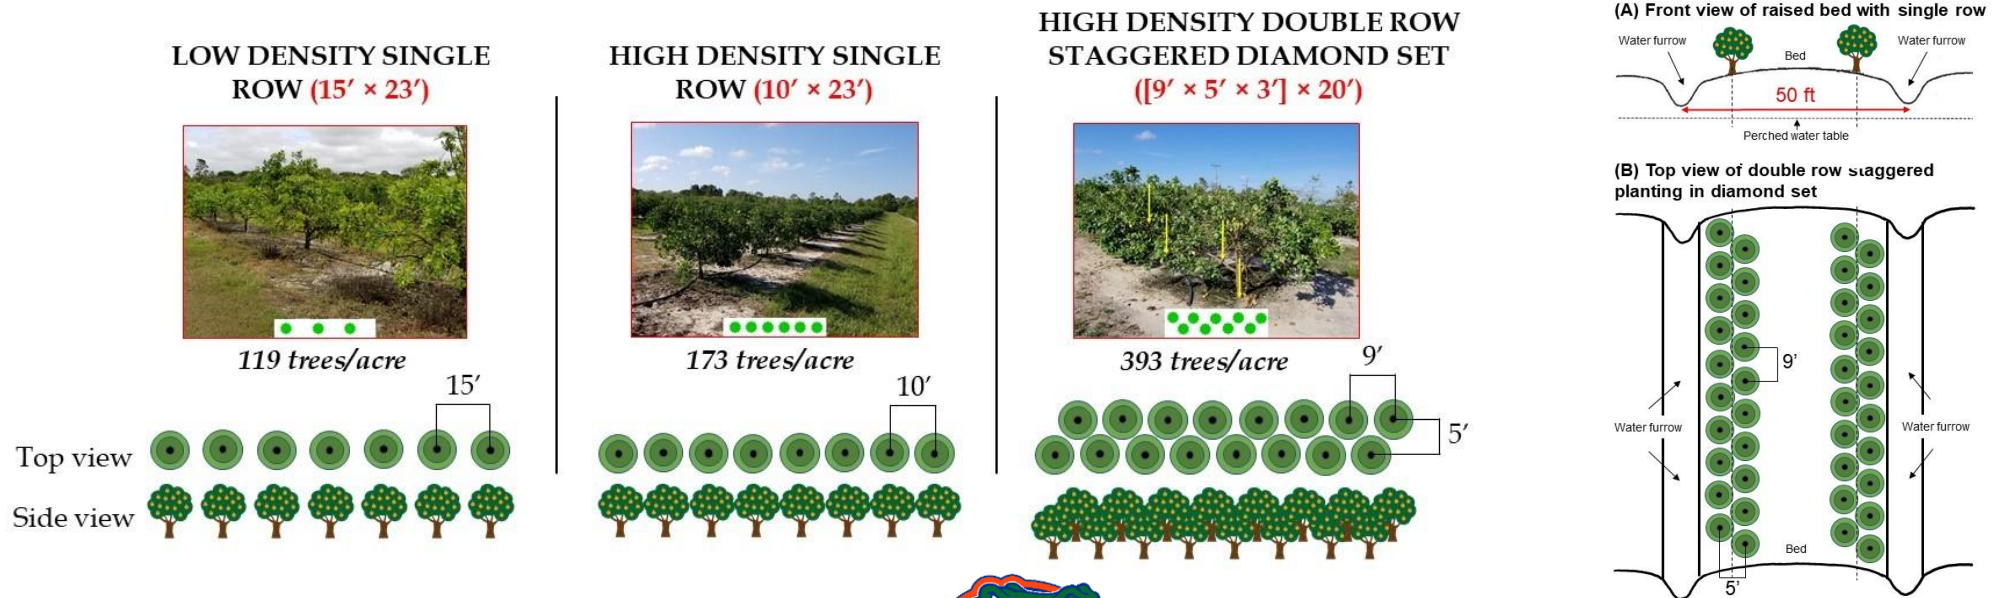 LOW DENSITY SINGLE
ROW (15′ × 23′)
119 trees/acre
15′
HIGH DENSITY SINGLE
ROW (10′ × 23′)
173 trees/acre
10′
HIGH DENSITY DOUBLE ROW
STAGGERED DIAMOND SET
([9′ × 5′ × 3′] × 20′)
393 trees/acre
9′
5′
Top view
Side view
(A) Front view of raised bed with single row
Water furrow
Bed
Water furrow
50 ft
Perched water table
(B) Top view of double row staggered
planting in diamond set
9'
Water furrow
Water furrow
Bed
5'